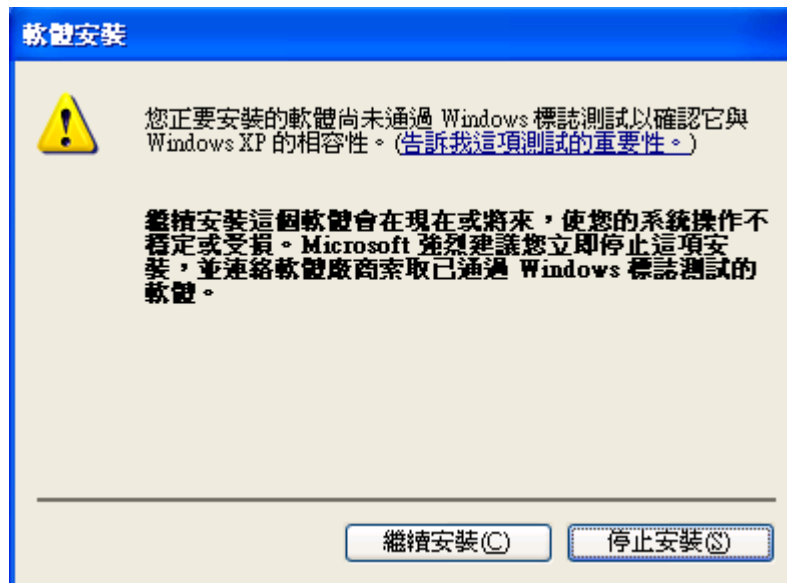 軟體安裝
您正要安裝的軟體尚未通過 Windows 標誌測試以確認它與
Windows XP 的相容性。(告訴我這項測試的重要性。)
繼續安裝這個軟體會在現在或將來，使您的系統操作不
穩定或受損。Microsoft 強烈建議您立即停止這項安
裝，並連絡軟體廠商索取已通過 Windows 標誌測試的
軟體。
繼續安裝(C) 停止安裝(S)